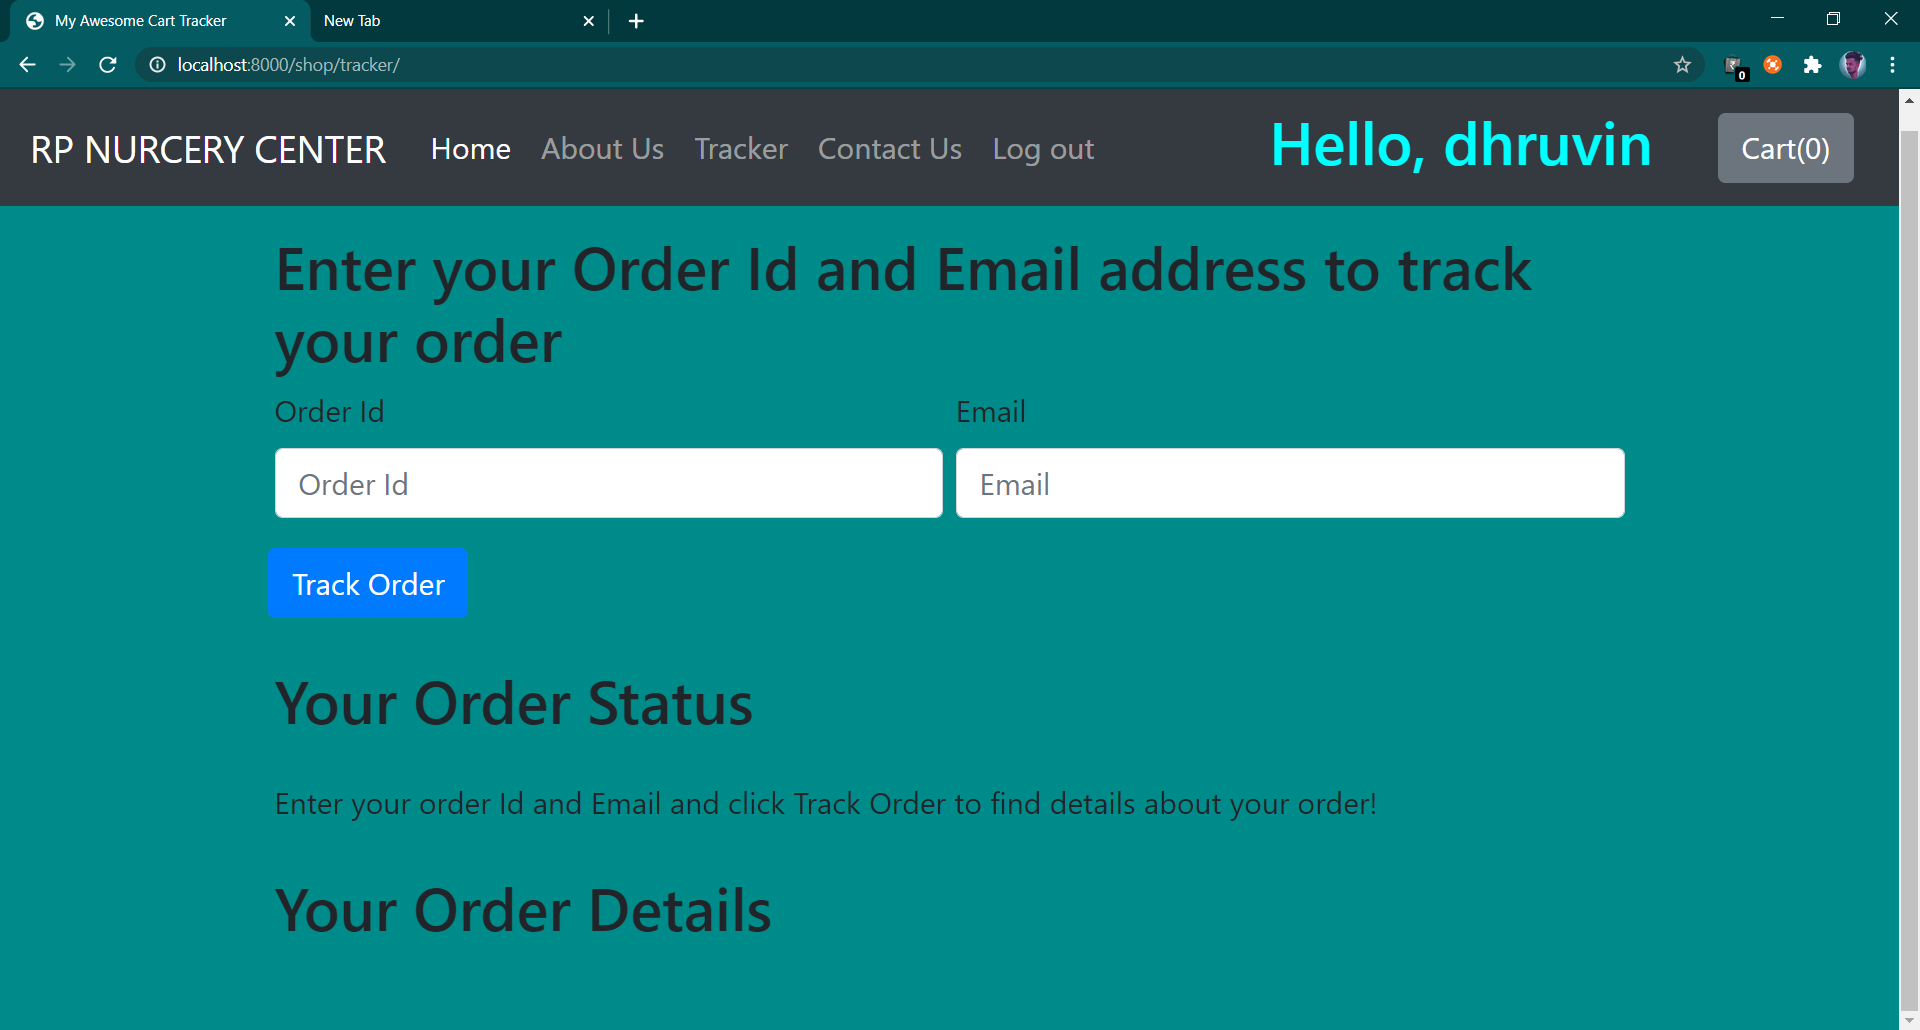 My Awesome Cart Tracker
New Tab
localhost:8000/shop/tracker/
0
RP NURCERY CENTER
Home
About Us
Tracker
Contact Us
Log out
Hello, dhruvin
Cart(0)
Enter your Order Id and Email address to track
your order
Order Id
Email
Order Id
Email
Track Order
Your Order Status
Enter your order Id and Email and click Track Order to find details about your order!
Your Order Details